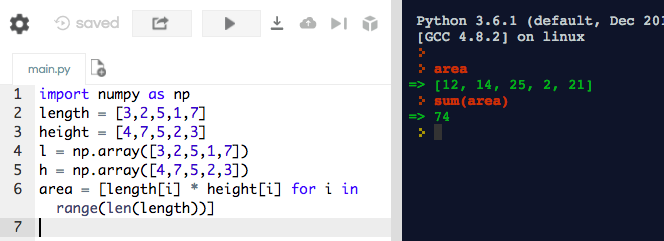 saved
main.py
1 import numpy as np
2 length = [3,2,5,1,7]
3 height = [4,7,5,2,3]
4 l = np.array([3,2,5,1,7])
5 h = np.array([4,7,5,2,3])
6 area = [length[i] * height[i] for i in
range(len(length))]
7
Python 3.6.1 (default, Dec 201
[GCC 4.8.2] on linux
>
> area
=> [12, 14, 25, 2, 21]
> sum(area)
=> 74
>